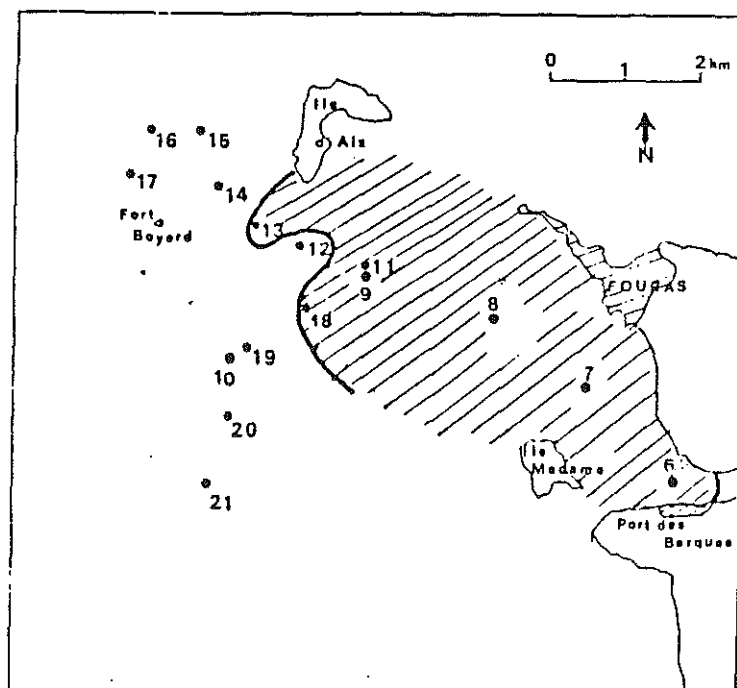 0 1 2 km
N
Ile
d Aix
16 15
17
14
Fort
Boyard
13
12
11
9
18
8
FOURAS
19
10
7
20
Ile
Madame
6
21
Port des
Barques